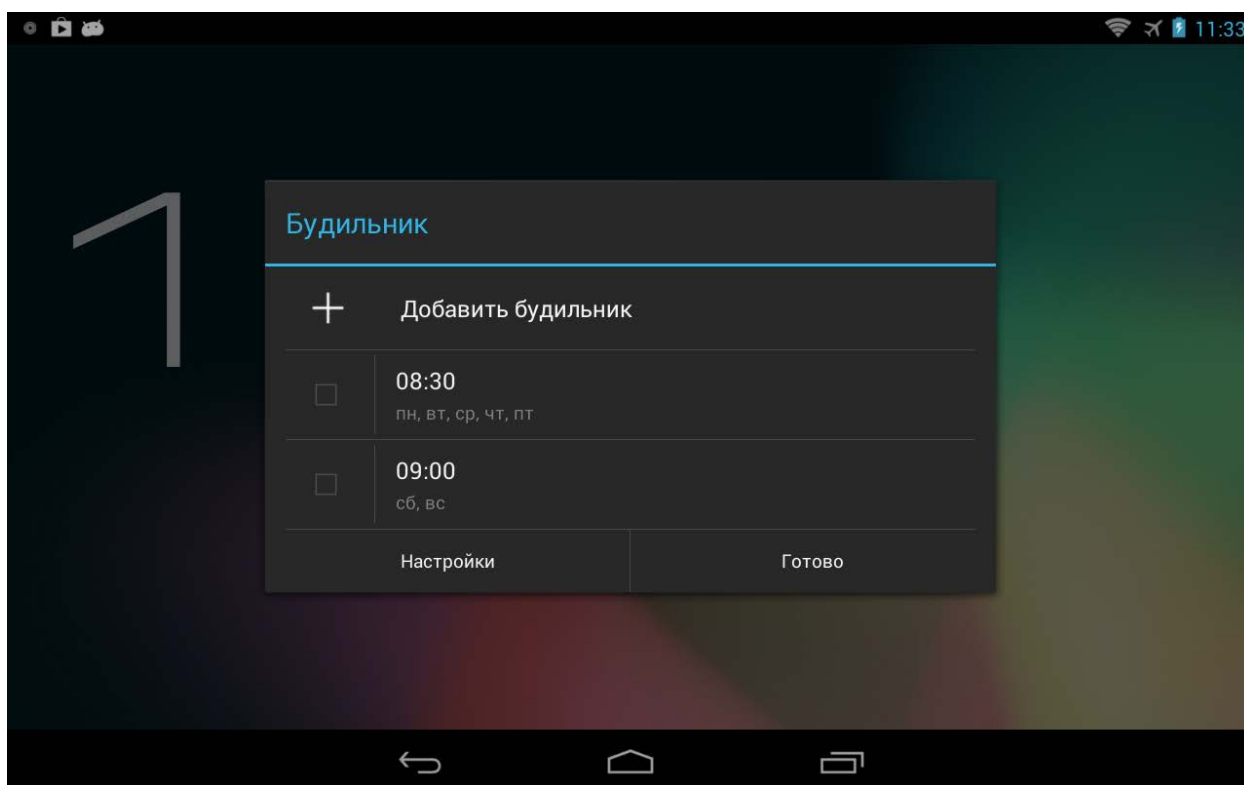 11:33
1
Будильник
Добавить будильник
08:30
пн, вт, ср, чт, пт
09:00
сб, вс
Настройки
Готово